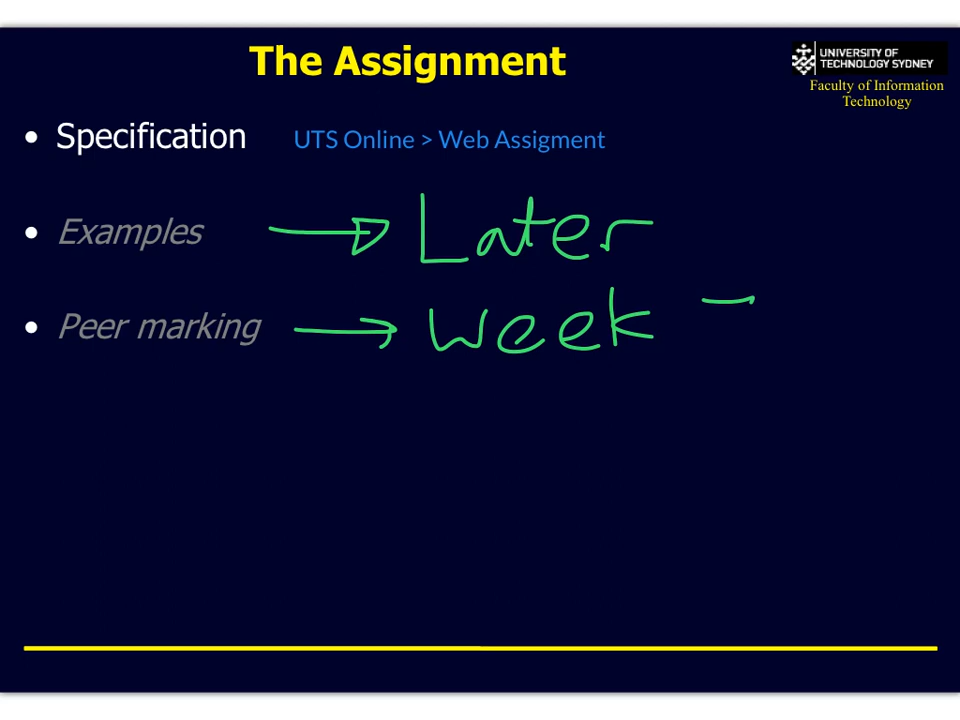 The Assignment
UNIVERSITY OF
TECHNOLOGY SYDNEY
Faculty of Information
Technology
• Specification UTS Online > Web Assigment
• Examples → Later
• Peer marking → Week